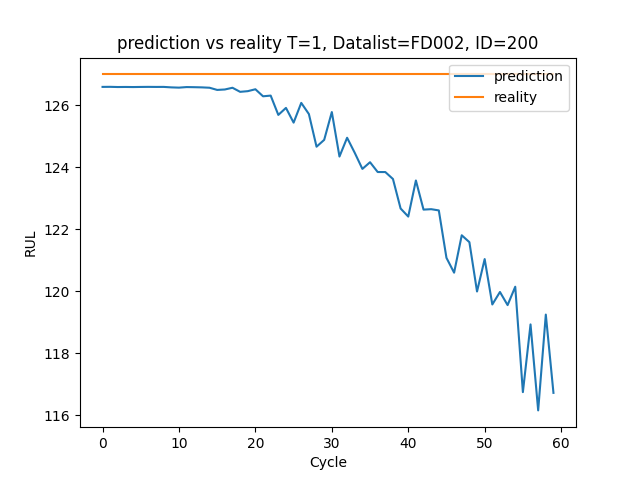 prediction vs reality T=1, Datalist=FD002, ID=200
prediction
reality
126
124
122
120
118
116
RUL
0 10 20 30 40 50 60
Cycle